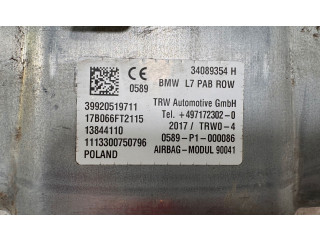 34089354 H
CE
0589
BMW L7 PAB ROW
39920519711
TRW Automotive GmbH
17B066FT2115
Tel. +497172302-0
13844110
2017/ TRW0-4
1113300750796
0589-P1-000086
POLAND
AIRBAG-MODUL 90041